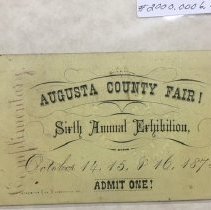 #2000.0006.
AUGUSTA COUNTY FAIR!
Sixth Annual Exhibition,
October 14, 15, & 16, 187
ADMIT ONE!